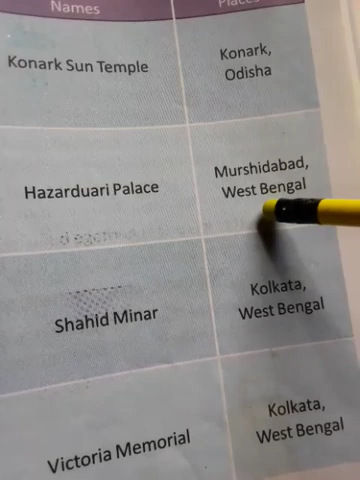 Names Places
Konark Sun Temple Konark,
Odisha
Hazarduari Palace Murshidabad,
West Bengal
Shahid Minar Kolkata,
West Bengal
Victoria Memorial Kolkata,
West Bengal